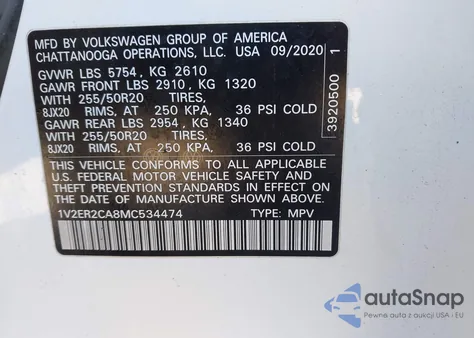 MFD. BY VOLKSWAGEN GROUP OF AMERICA
CHATTANOOGA OPERATIONS, LLC. USA 09/2020
GVWR LBS 5754, KG 2610
GAWR FRONT LBS 2910, KG 1320
WITH 255/50R20 TIRES,
8JX20 RIMS, AT 250 KPA, 36 PSI COLD
GAWR REAR LBS 2954, KG 1340
WITH 255/50R20 TIRES,
8JX20 RIMS, AT 250 KPA, 36 PSI COLD
THIS VEHICLE CONFORMS TO ALL APPLICABLE
U.S. FEDERAL MOTOR VEHICLE SAFETY AND
THEFT PREVENTION STANDARDS IN EFFECT ON
THE DATE OF MANUFACTURE SHOWN ABOVE.
1V2ER2CA8MC534474 TYPE: MPV
3920500 1
autoSnap
Pewne auta z USA i EU